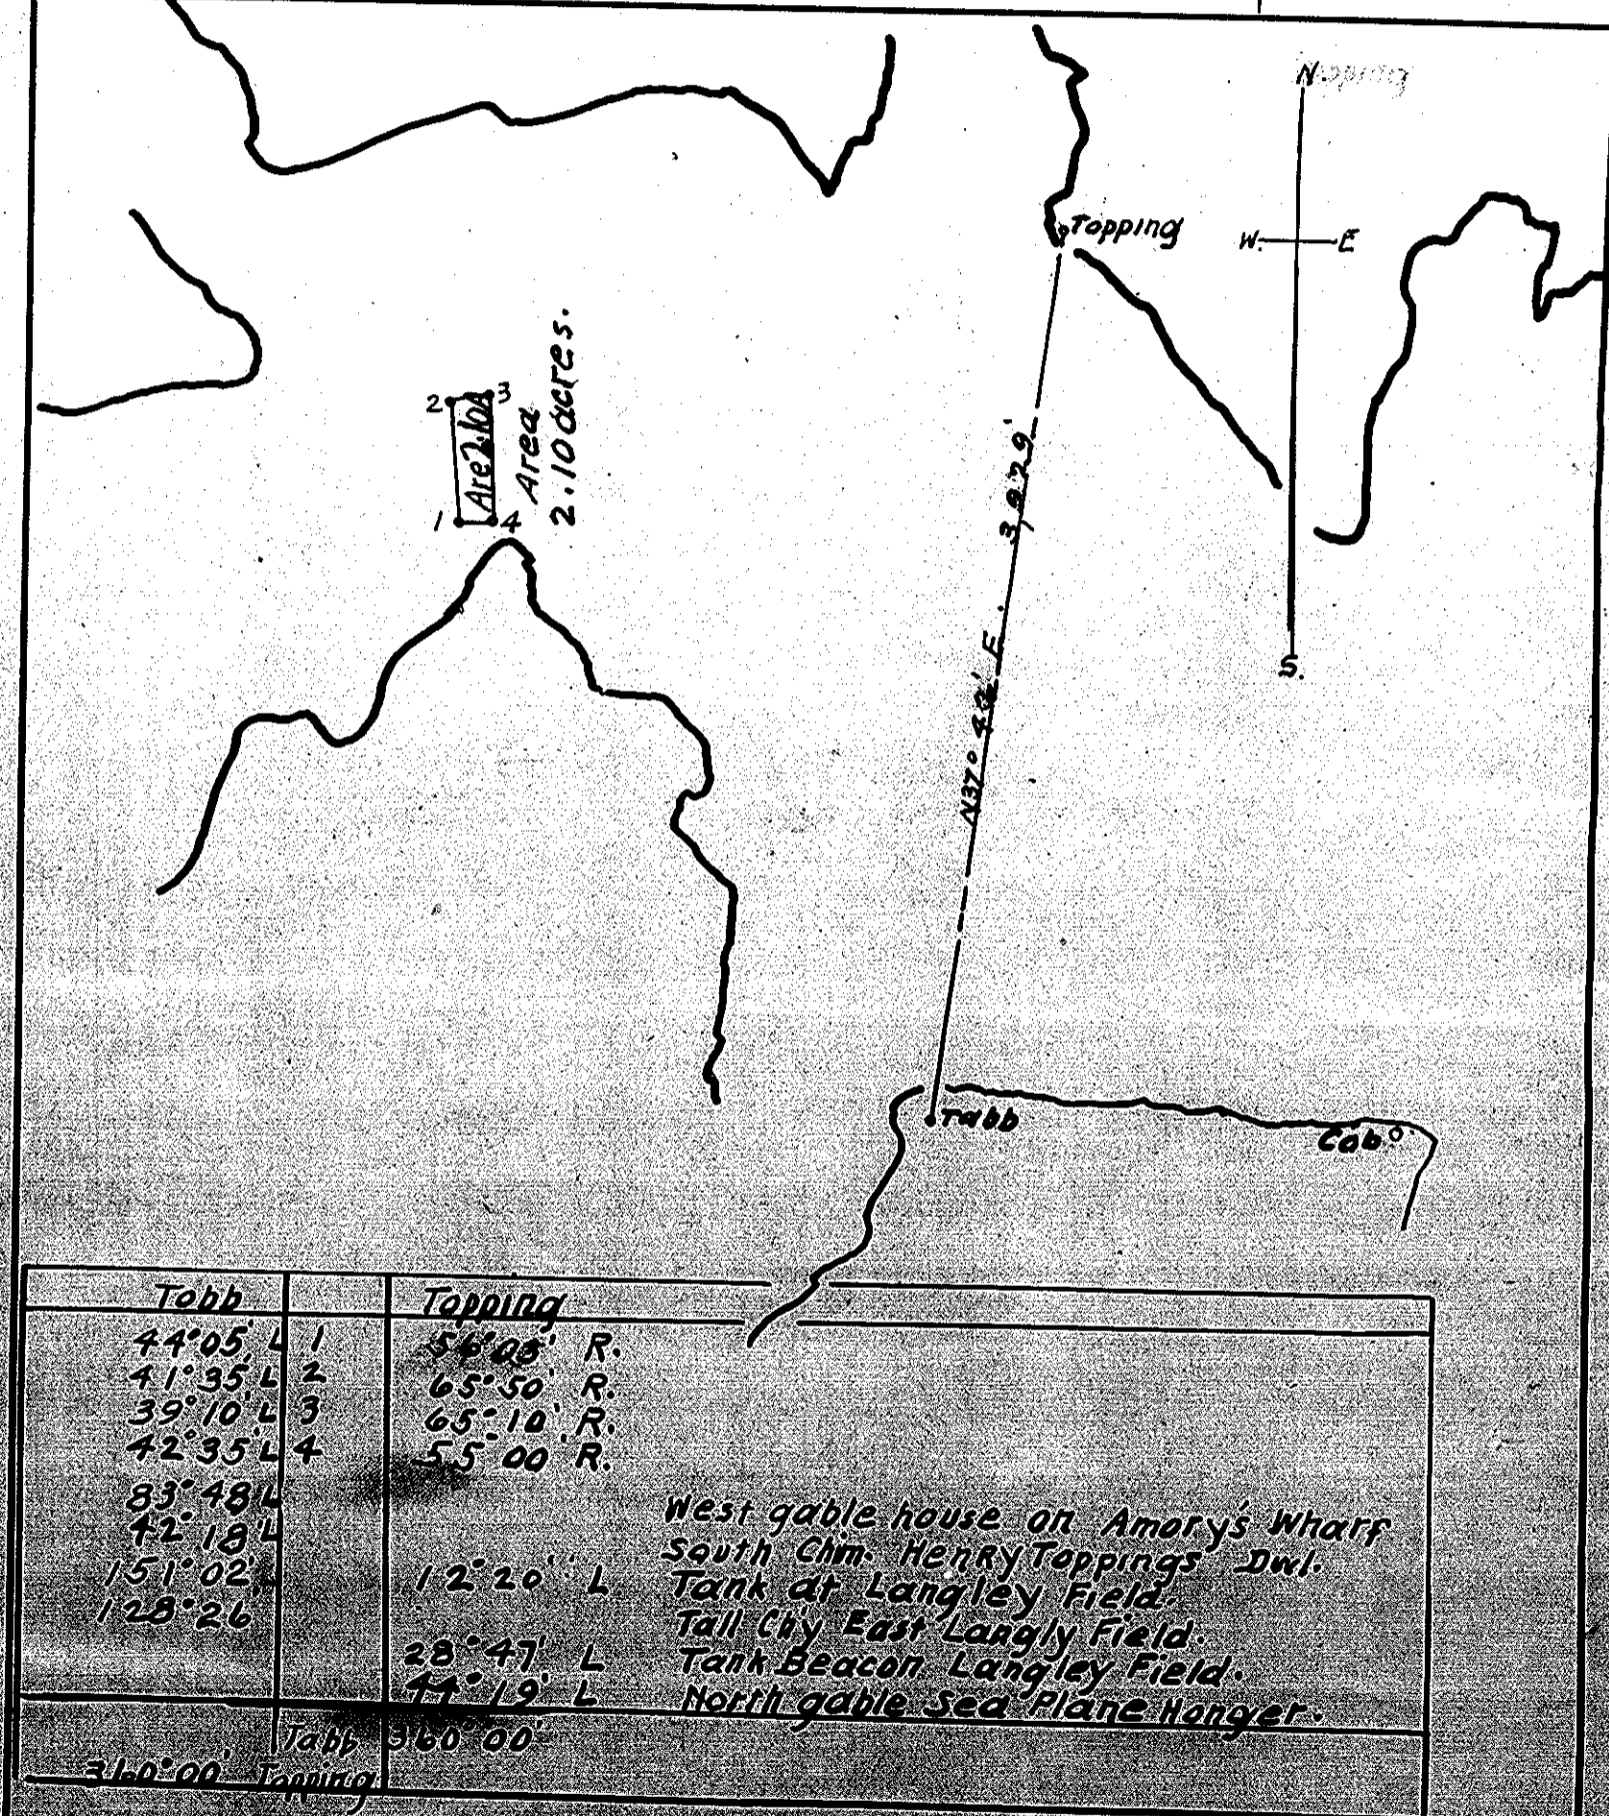 N.
W. E
S.
Topping
2 3
Area
2.10 acres.
1 4
3,929'
N37° E.
Tabb
Cab
Tabb Topping
44°05' L 1 56°05' R.
41°35' L 2 65°50' R.
39°10' L 3 65°10' R.
42°35' L 4 55°00' R.
83°48' L West gable house on Amory's Wharf
42°18' L South Chim. Henry Toppings Dwl.
151°02' L 12°20' L Tank at Langley Field.
128°26' Tall Ch'y East Langly Field.
28°47' L Tank Beacon Langley Field.
44°19' L North gable Sea Plane Hanger.
Tabb 360°00'
360°00' Topping